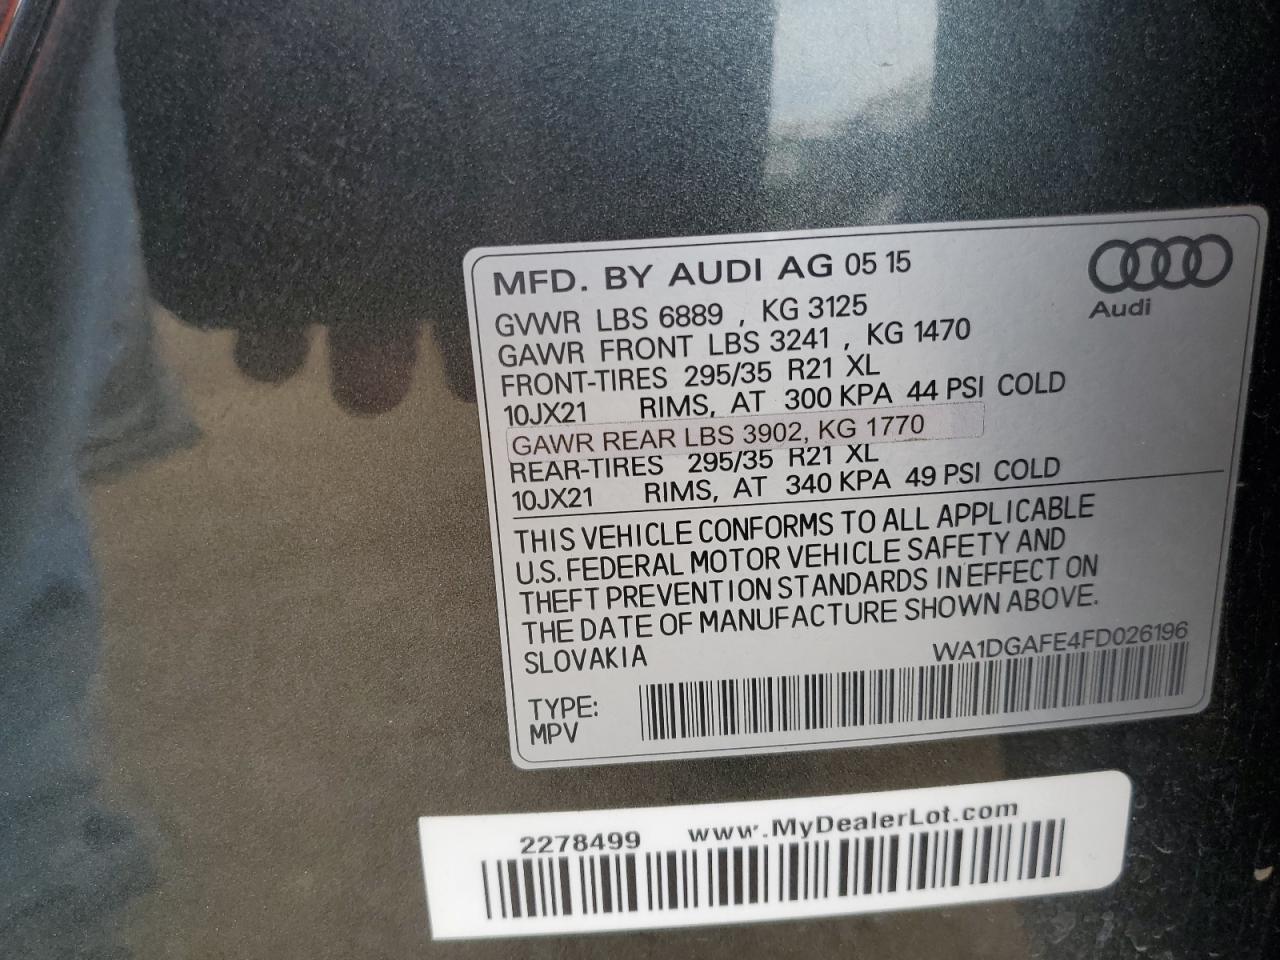 MFD. BY AUDI AG 05 15
Audi
GVWR LBS 6889 , KG 3125
GAWR FRONT LBS 3241 , KG 1470
FRONT-TIRES 295/35 R21 XL
10JX21 RIMS, AT 300 KPA 44 PSI COLD
GAWR REAR LBS 3902, KG 1770
REAR-TIRES 295/35 R21 XL
10JX21 RIMS, AT 340 KPA 49 PSI COLD
THIS VEHICLE CONFORMS TO ALL APPLICABLE
U.S. FEDERAL MOTOR VEHICLE SAFETY AND
THEFT PREVENTION STANDARDS IN EFFECT ON
THE DATE OF MANUFACTURE SHOWN ABOVE.
SLOVAKIA
WA1DGAFE4FD026196
TYPE:
MPV
2278499 www.MyDealerLot.com